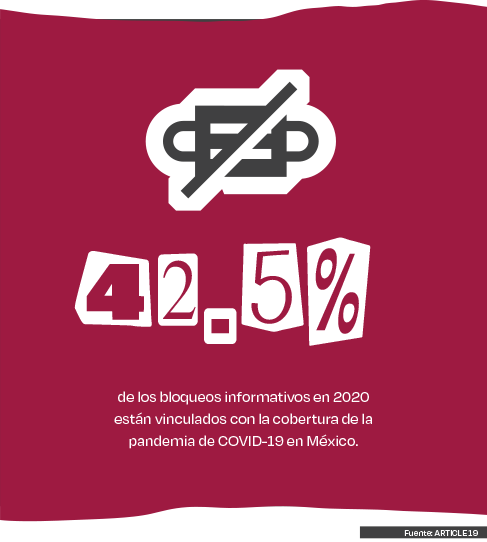 42.5%
de los bloqueos informativos en 2020
están vinculados con la cobertura de la
pandemia de COVID-19 en México.
Fuente: ARTICLE19